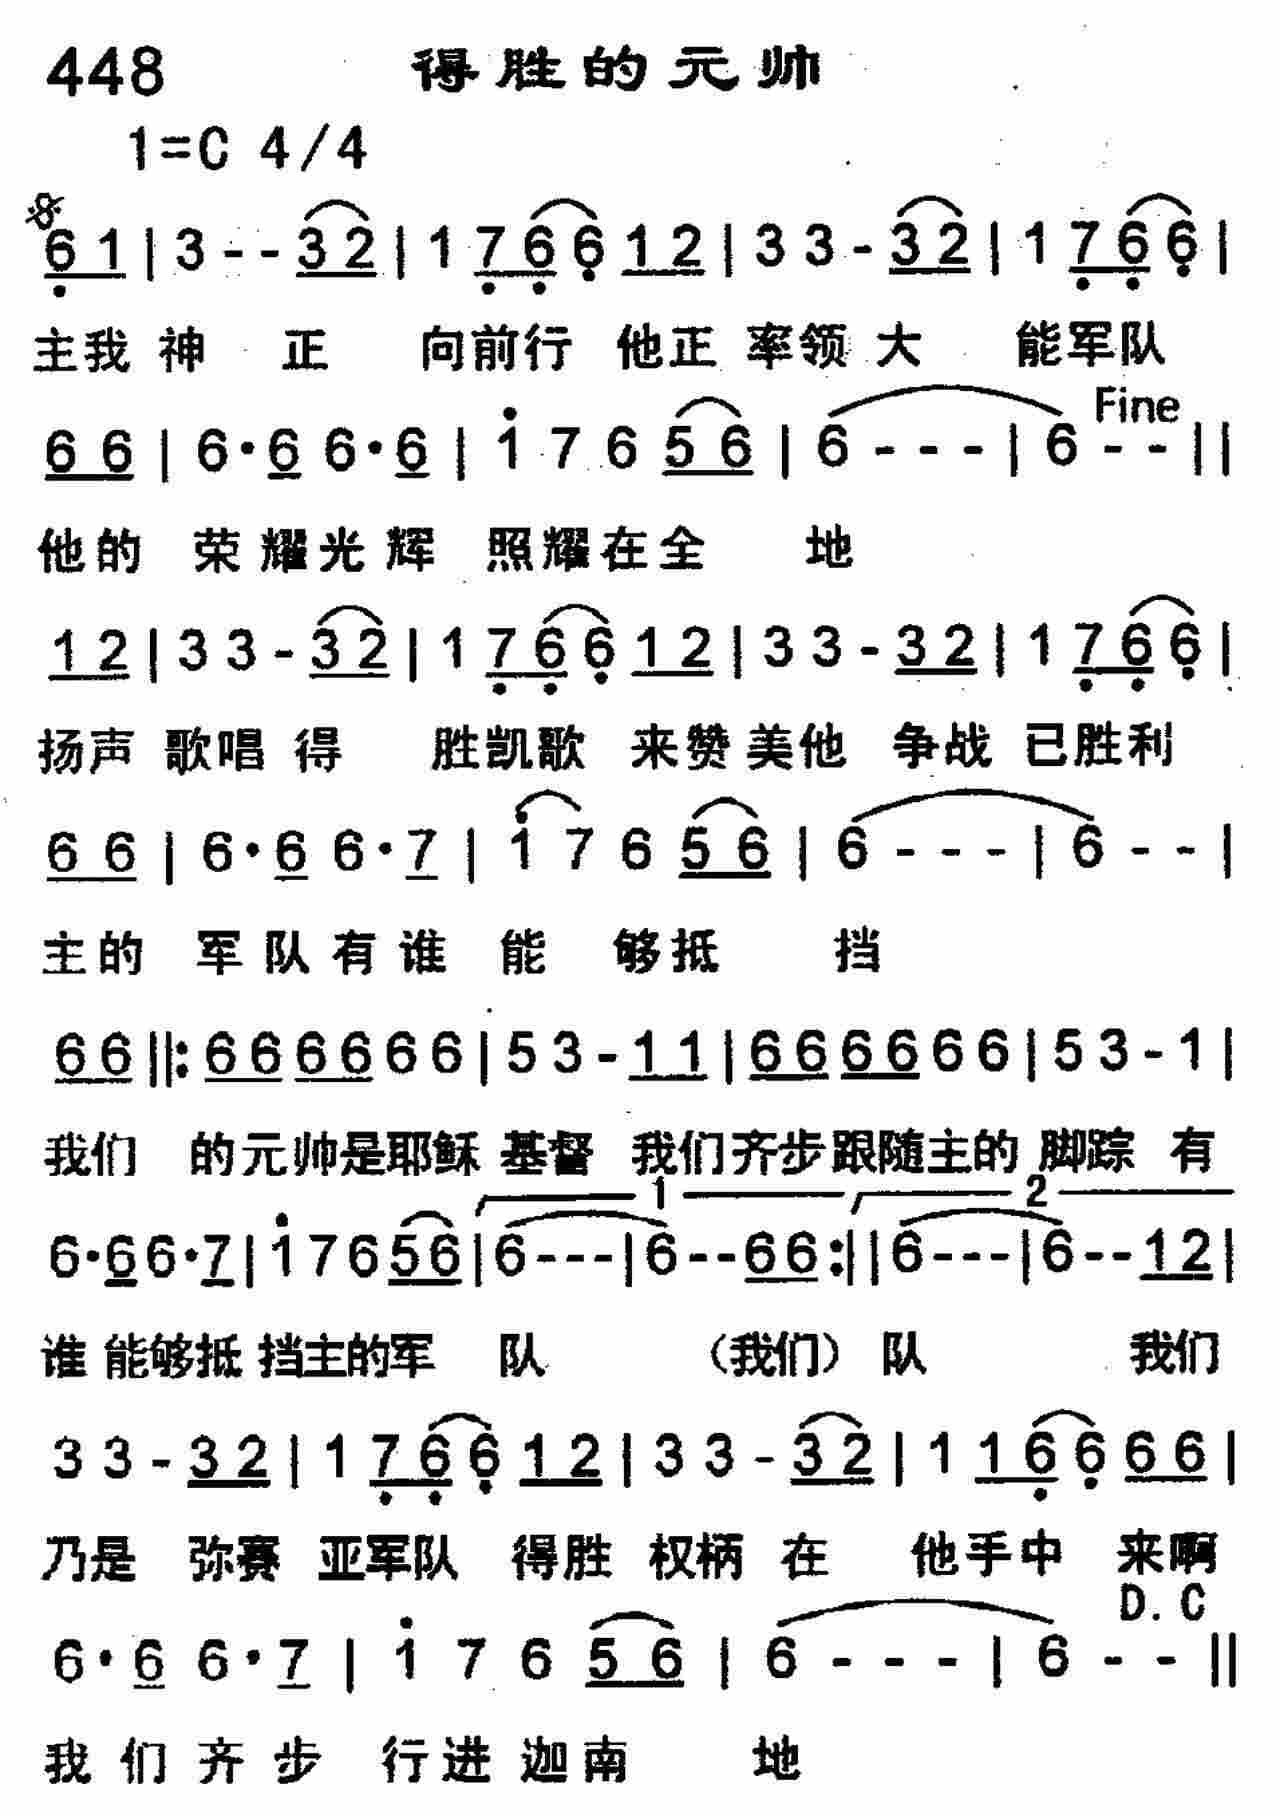 448 得胜的元帅
1=C 4/4
6 1 | 3 - - 3 2 | 1 7 6 6 1 2 | 3 3 - 3 2 | 1 7 6 6 |
主我 神 正 向前行 他正 率领 大 能军队
Fine
6 6 | 6 · 6 6 · 6 | 1 7 6 5 6 | 6 - - - | 6 - - ||
他的 荣耀光辉 照耀在全 地
1 2 | 3 3 - 3 2 | 1 7 6 6 1 2 | 3 3 - 3 2 | 1 7 6 6 |
扬声 歌唱 得 胜凯歌 来赞 美他 争战 已胜利
6 6 | 6 · 6 6 · 7 | 1 7 6 5 6 | 6 - - - | 6 - - |
主的 军队有谁 能 够抵 挡
6 6 ||: 6 6 6 6 6 6 | 5 3 - 1 1 | 6 6 6 6 6 6 | 5 3 - 1 |
我们 的元帅是耶稣 基督 我们齐步跟随主的 脚踪 有
1 2
6 · 6 6 · 7 | 1 7 6 5 6 | 6 - - - | 6 - - 6 6 :|| 6 - - - | 6 - - 1 2 |
谁 能够抵 挡主的军 队 （我们） 队 我们
3 3 - 3 2 | 1 7 6 6 1 2 | 3 3 - 3 2 | 1 1 6 6 6 6 |
乃是 弥赛 亚军队 得胜 权柄 在 他手中 来啊
D. C
6 · 6 6 · 7 | 1 7 6 5 6 | 6 - - - | 6 - - ||
我们齐步 行进迦南 地